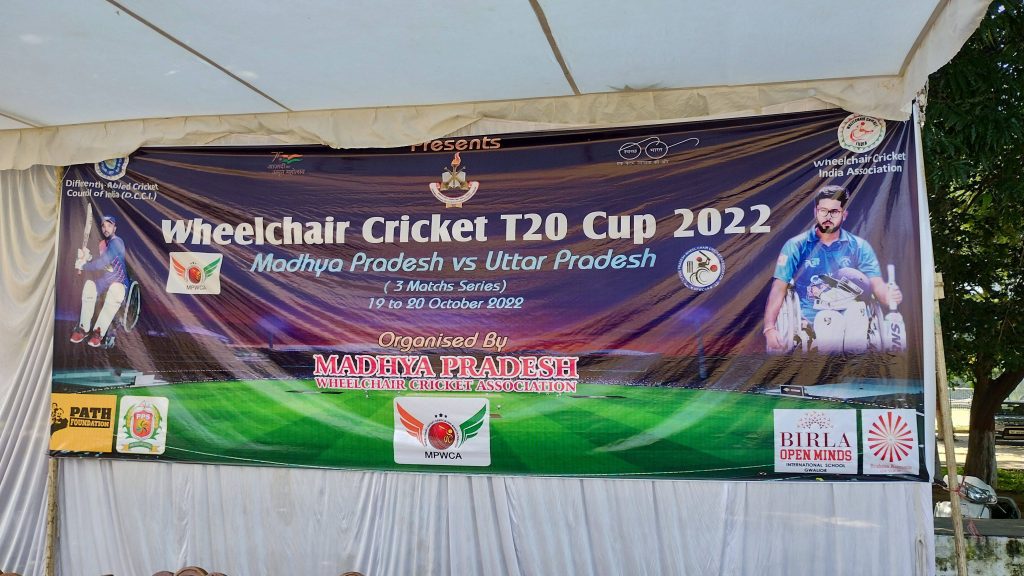 Presents
Differently Abled Cricket
Council of India (D.C.C.I.)
Wheelchair Cricket
India Association
Wheelchair Cricket T20 Cup 2022
MPWCA
Madhya Pradesh vs Uttar Pradesh
( 3 Matchs Series)
19 to 20 October 2022
Organised By
MADHYA PRADESH
WHEELCHAIR CRICKET ASSOCIATION
PATH
FOUNDATION
PPS
MPWCA
BIRLA
OPEN MINDS
INTERNATIONAL SCHOOL
GWALIOR